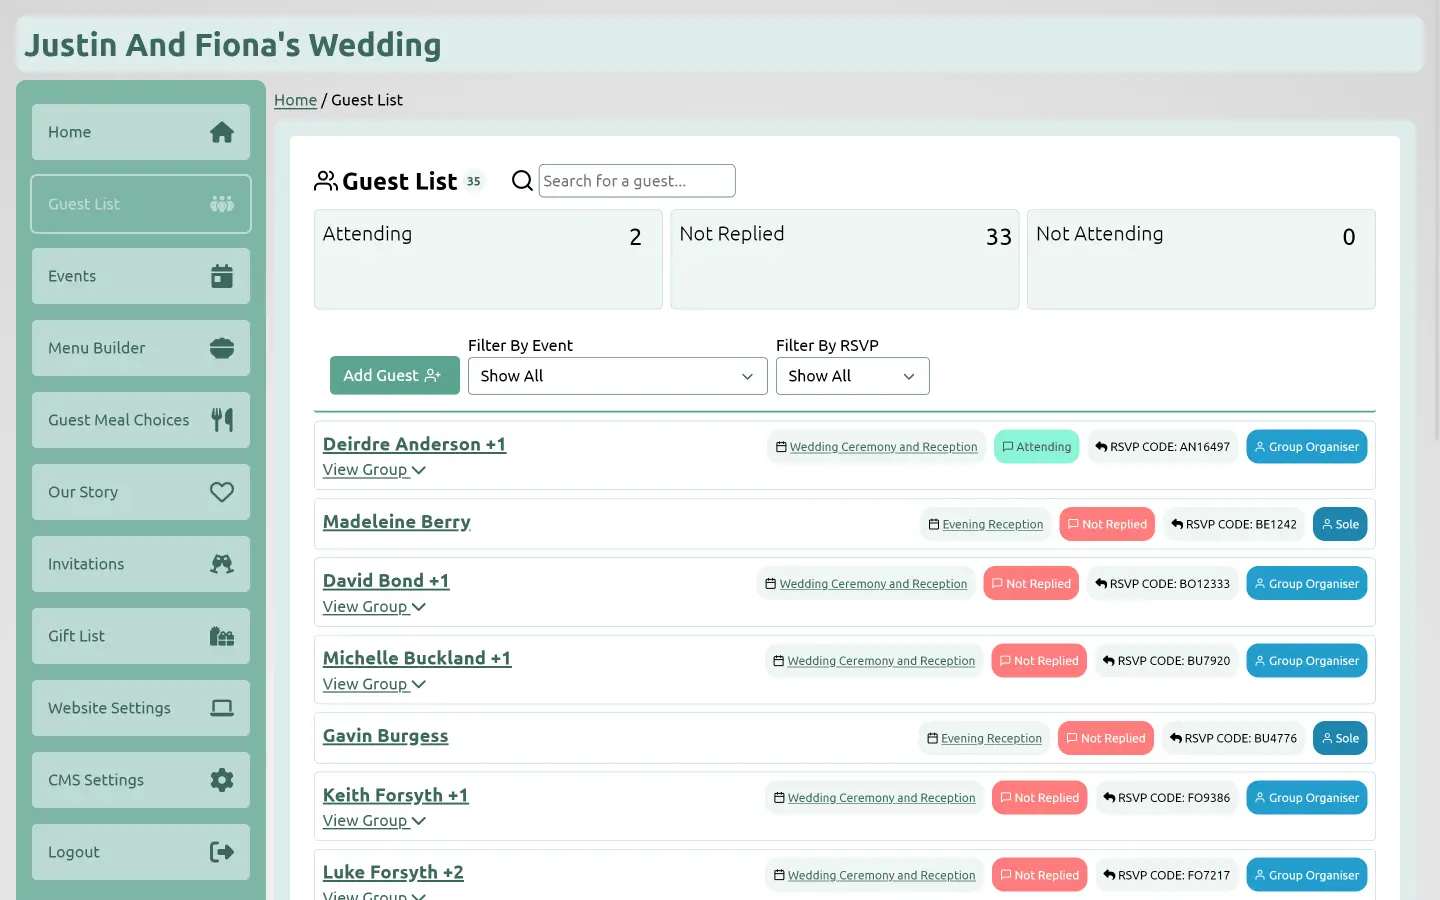 Justin And Fiona's Wedding
Home
Guest List
Events
Menu Builder
Guest Meal Choices
Our Story
Invitations
Gift List
Website Settings
CMS Settings
Logout
Home / Guest List
Guest List 35
Search for a guest...
Attending 2
Not Replied 33
Not Attending 0
Filter By Event
Filter By RSVP
Add Guest
Show All
Show All
Deirdre Anderson +1
Wedding Ceremony and Reception Attending RSVP CODE: AN16497 Group Organiser
View Group
Madeleine Berry
Evening Reception Not Replied RSVP CODE: BE1242 Sole
David Bond +1
Wedding Ceremony and Reception Not Replied RSVP CODE: BO12333 Group Organiser
View Group
Michelle Buckland +1
Wedding Ceremony and Reception Not Replied RSVP CODE: BU7920 Group Organiser
View Group
Gavin Burgess
Evening Reception Not Replied RSVP CODE: BU4776 Sole
Keith Forsyth +1
Wedding Ceremony and Reception Not Replied RSVP CODE: FO9386 Group Organiser
View Group
Luke Forsyth +2
Wedding Ceremony and Reception Not Replied RSVP CODE: FO7217 Group Organiser
View Group